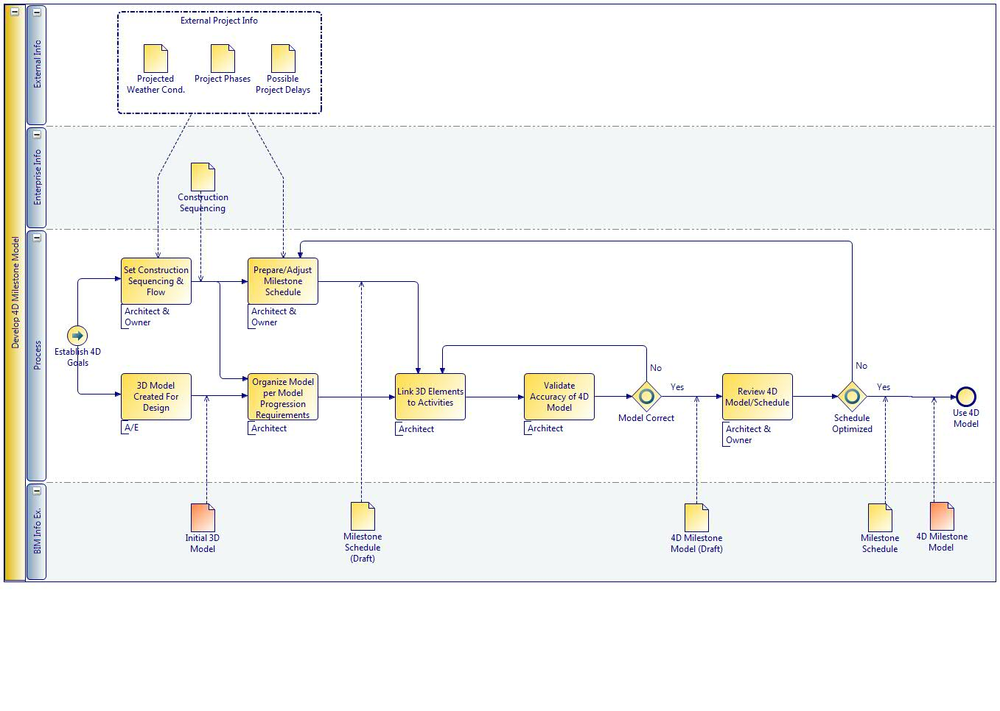 Develop 4D Milestone Model
External Info
External Project Info
Projected
Weather Cond.
Project Phases
Possible
Project Delays
Enterprise Info
Construction
Sequencing
Process
Establish 4D
Goals
Set Construction
Sequencing &
Flow
Architect &
Owner
Prepare/Adjust
Milestone
Schedule
Architect &
Owner
3D Model
Created For
Design
A/E
Organize Model
per Model
Progression
Requirements
Architect
Link 3D Elements
to Activities
Architect
Validate
Accuracy of 4D
Model
Architect
No
Yes
Model Correct
Review 4D
Model/Schedule
Architect &
Owner
No
Yes
Schedule
Optimized
Use 4D
Model
BIM Info Ex.
Initial 3D
Model
Milestone
Schedule
(Draft)
4D Milestone
Model (Draft)
Milestone
Schedule
4D Milestone
Model